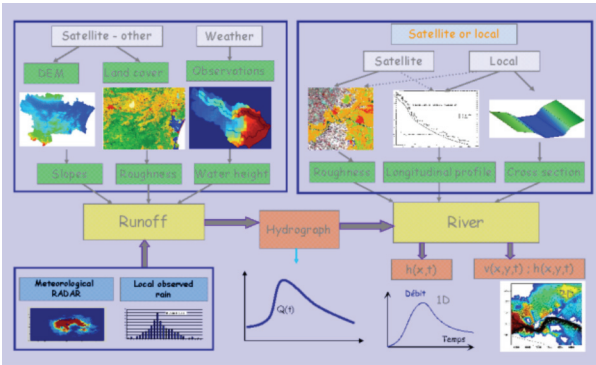 Satellite - other
Weather
DEM
Land cover
Observations
Slopes
Roughness
Water height
Satellite or local
Satellite
Local
Roughness
Longitudinal profile
Cross section
Runoff
Hydrograph
River
h(x,t)
v(x,y,t) ; h(x,y,t)
Meteorological
RADAR
Local observed
rain
Q(t)
Débit
1D
Temps